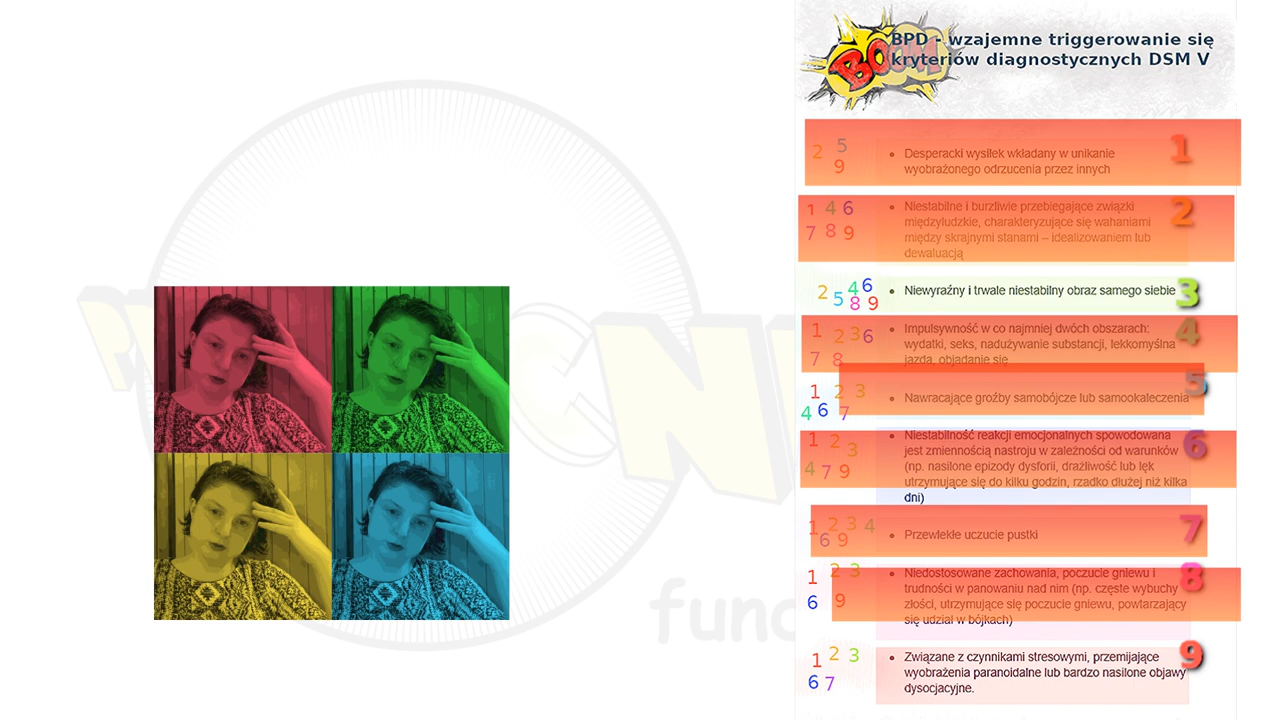 BOOM
BPD - wzajemne triggerowanie się
kryteriów diagnostycznych DSM V
2 5
9
• Desperacki wysiłek wkładany w unikanie
wyobrażonego odrzucenia przez innych
1
1 4 6
7 8 9
• Niestabilne i burzliwie przebiegające związki
międzyludzkie, charakteryzujące się wahaniami
między skrajnymi stanami – idealizowaniem lub
dewaluacją
2
2 5 4 6
8 9
• Niewyraźny i trwale niestabilny obraz samego siebie
3
1 2 3 6
7 8
• Impulsywność w co najmniej dwóch obszarach:
wydatki, seks, nadużywanie substancji, lekkomyślna
jazda, objadanie się
4
1 2 3
4 6 7
• Nawracające groźby samobójcze lub samookaleczenia
5
1 2 3
4 7 9
• Niestabilność reakcji emocjonalnych spowodowana
jest zmiennością nastroju w zależności od warunków
(np. nasilone epizody dysforii, drażliwość lub lęk
utrzymujące się do kilku godzin, rzadko dłużej niż kilka
dni)
6
1 2 3 4
6 9
• Przewlekłe uczucie pustki
7
1 2 3
6 9
• Niedostosowane zachowania, poczucie gniewu i
trudności w panowaniu nad nim (np. częste wybuchy
złości, utrzymujące się poczucie gniewu, powtarzający
się udział w bójkach)
8
1 2 3
6 7
• Związane z czynnikami stresowymi, przemijające
wyobrażenia paranoidalne lub bardzo nasilone objawy
dysocjacyjne.
9